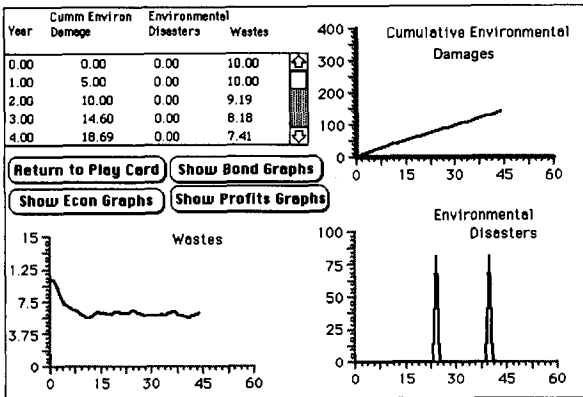 Year Cumm Environ Damage Environmental Disasters Wastes
0.00 0.00 0.00 10.00
1.00 5.00 0.00 10.00
2.00 10.00 0.00 9.19
3.00 14.60 0.00 8.18
4.00 18.69 0.00 7.41
Return to Play Card Show Bond Graphs
Show Econ Graphs Show Profits Graphs
Cumulative Environmental
Damages
400
300
200
100
0
0 15 30 45 60
Wastes
15
1.25
7.5
3.75
0
0 15 30 45 60
Environmental
Disasters
100
75
50
25
0
0 15 30 45 60